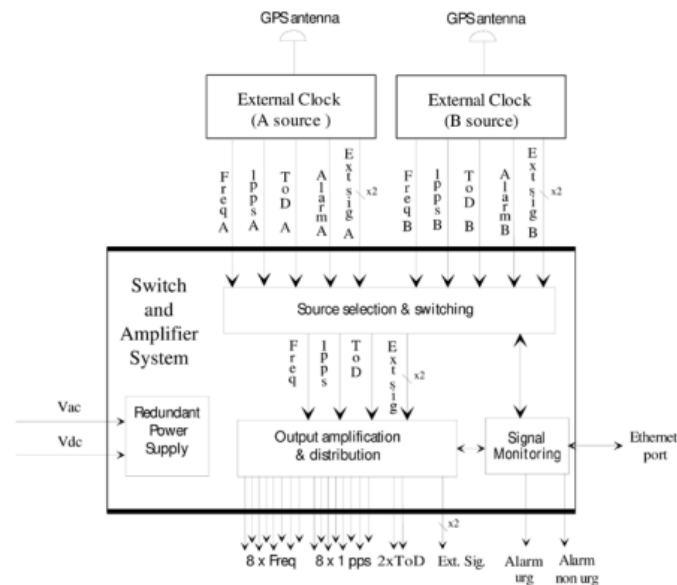 GPS antenna
GPS antenna
External Clock
(A source )
External Clock
(B source)
Freq A
1pps A
ToD A
Alarm A
Ext sig A
x2
Freq B
1pps B
ToD B
Alarm B
Ext sig B
x2
Switch
and
Amplifier
System
Source selection & switching
Freq
1pps
ToD
Ext sig
x2
Vac
Vdc
Redundant
Power
Supply
Output amplification
& distribution
Signal
Monitoring
Ethernet
port
x2
8 x Freq
8 x 1 pps
2xToD
Ext. Sig.
Alarm
urg
Alarm
non urg